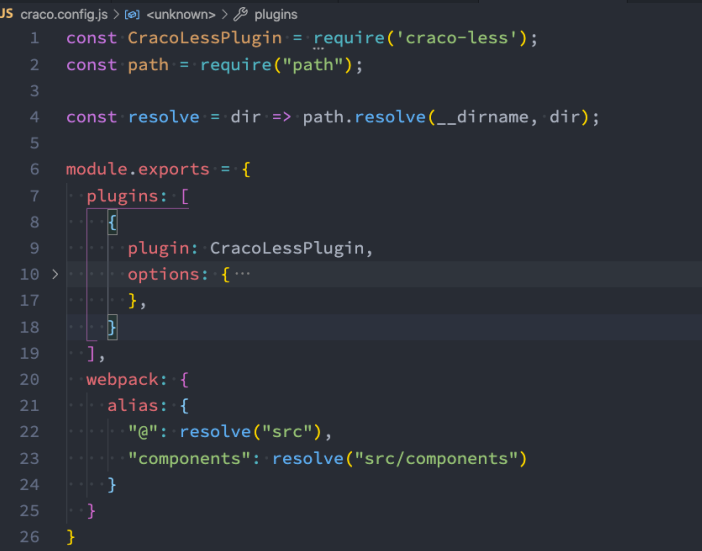 JS craco.config.js > <unknown> > plugins
1 const CracoLessPlugin = require('craco-less');
2 const path = require("path");
3
4 const resolve = dir => path.resolve(__dirname, dir);
5
6 module.exports = {
7 plugins: [
8 {
9 plugin: CracoLessPlugin,
10 > options: { ···
17 },
18 }
19 ],
20 webpack: {
21 alias: {
22 "@": resolve("src"),
23 "components": resolve("src/components")
24 }
25 }
26 }